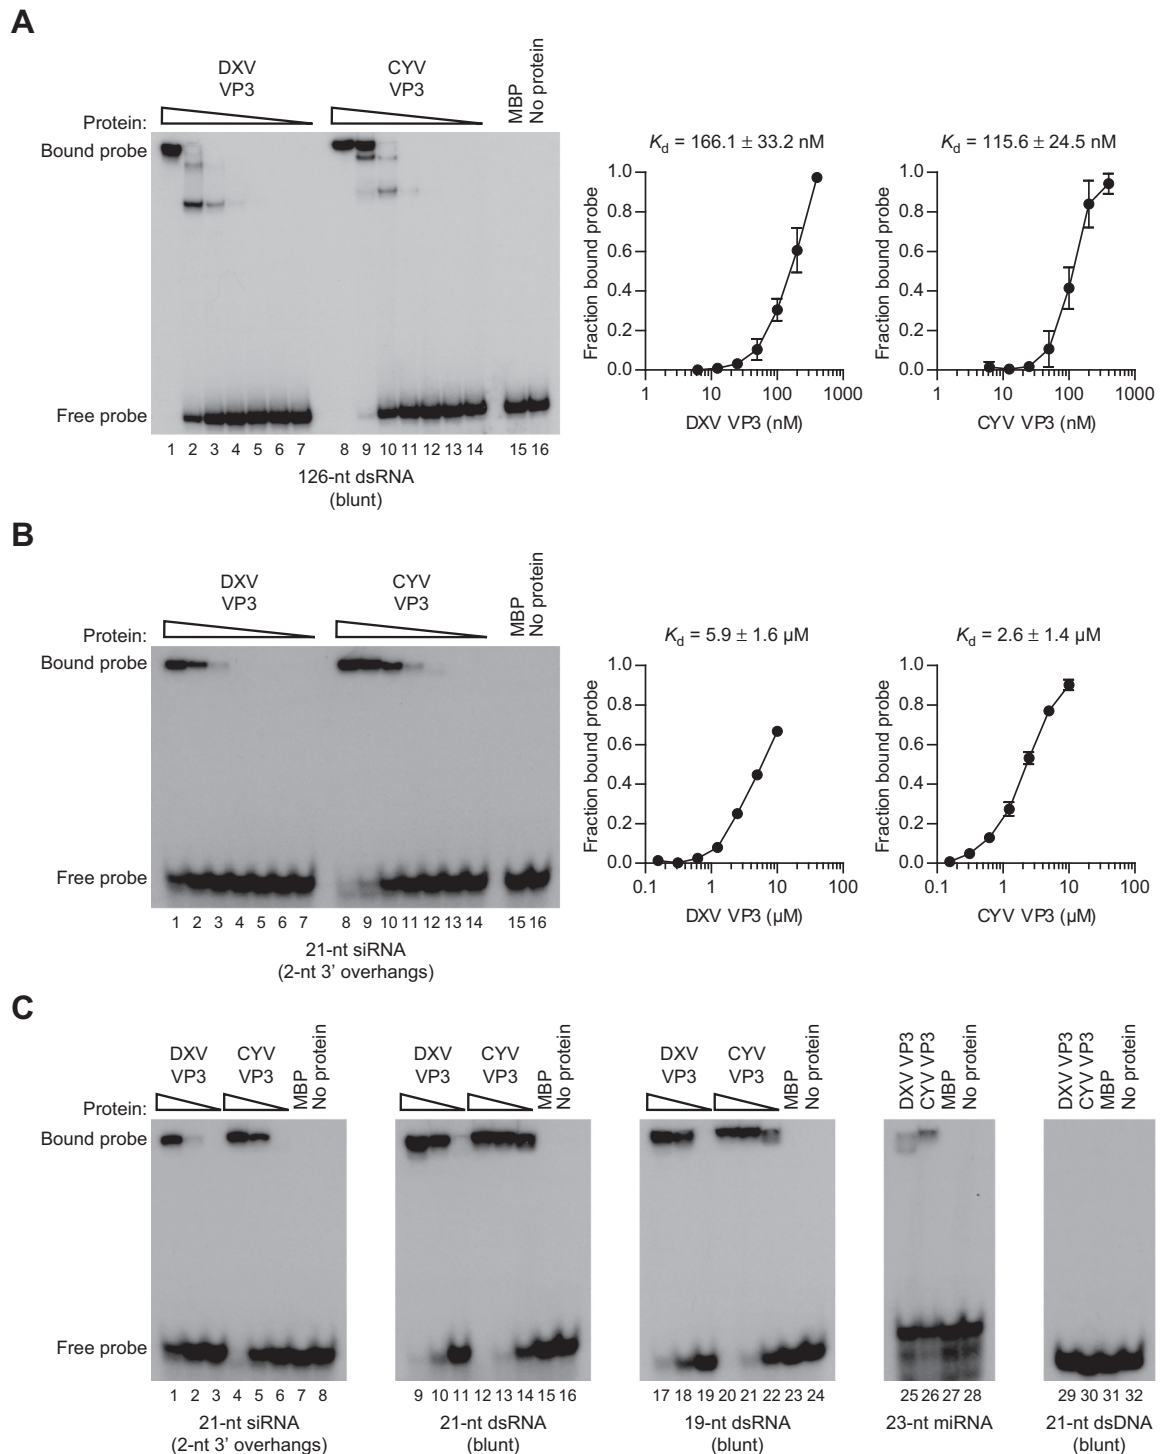 A
DXV
VP3
CYV
VP3
MBP
No protein
Protein:
Bound probe
Free probe
1 2 3 4 5 6 7 8 9 10 11 12 13 14 15 16
126-nt dsRNA
(blunt)
Kd = 166.1 ± 33.2 nM
Fraction bound probe
1.0
0.8
0.6
0.4
0.2
0.0
1 10 100 1000
DXV VP3 (nM)
Kd = 115.6 ± 24.5 nM
Fraction bound probe
1.0
0.8
0.6
0.4
0.2
0.0
1 10 100 1000
CYV VP3 (nM)
B
DXV
VP3
CYV
VP3
MBP
No protein
Protein:
Bound probe
Free probe
1 2 3 4 5 6 7 8 9 10 11 12 13 14 15 16
21-nt siRNA
(2-nt 3’ overhangs)
Kd = 5.9 ± 1.6 µM
Fraction bound probe
1.0
0.8
0.6
0.4
0.2
0.0
0.1 1 10 100
DXV VP3 (µM)
Kd = 2.6 ± 1.4 µM
Fraction bound probe
1.0
0.8
0.6
0.4
0.2
0.0
0.1 1 10 100
CYV VP3 (µM)
C
DXV
VP3
CYV
VP3
MBP
No protein
Protein:
Bound probe
Free probe
1 2 3 4 5 6 7 8
21-nt siRNA
(2-nt 3’ overhangs)
DXV
VP3
CYV
VP3
MBP
No protein
9 10 11 12 13 14 15 16
21-nt dsRNA
(blunt)
DXV
VP3
CYV
VP3
MBP
No protein
17 18 19 20 21 22 23 24
19-nt dsRNA
(blunt)
DXV VP3
CYV VP3
MBP
No protein
25 26 27 28
23-nt miRNA
DXV VP3
CYV VP3
MBP
No protein
29 30 31 32
21-nt dsDNA
(blunt)